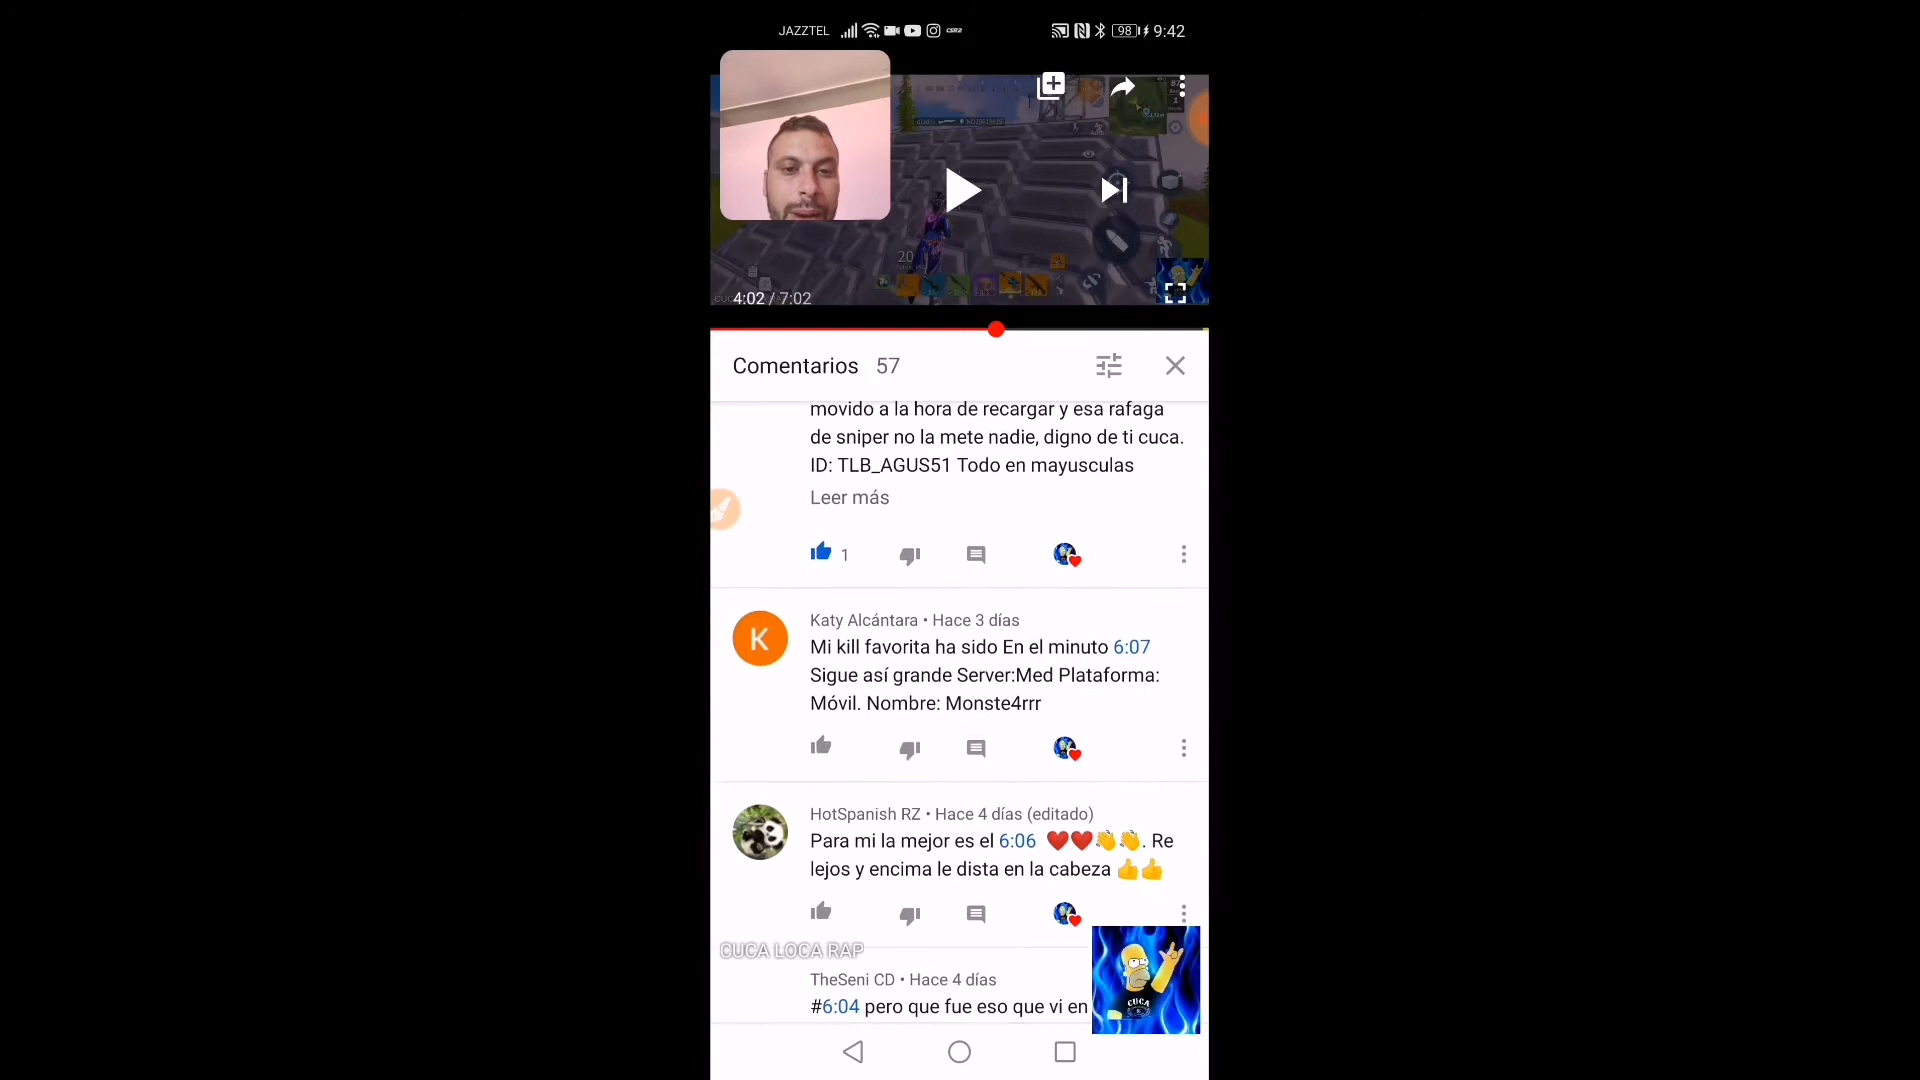 JAZZTEL
CSR2
98
9:42
20
4:02 / 7:02
Comentarios 57
movido a la hora de recargar y esa rafaga
de sniper no la mete nadie, digno de ti cuca.
ID: TLB_AGUS51 Todo en mayusculas
Leer más
1
K
Katy Alcántara • Hace 3 días
Mi kill favorita ha sido En el minuto 6:07
Sigue así grande Server:Med Plataforma:
Móvil. Nombre: Monste4rrr
HotSpanish RZ • Hace 4 días (editado)
Para mi la mejor es el 6:06 ❤️❤️👏👏. Re
lejos y encima le dista en la cabeza 👍👍
CUCA LOCA RAP
TheSeni CD • Hace 4 días
#6:04 pero que fue eso que vi en
CUCA